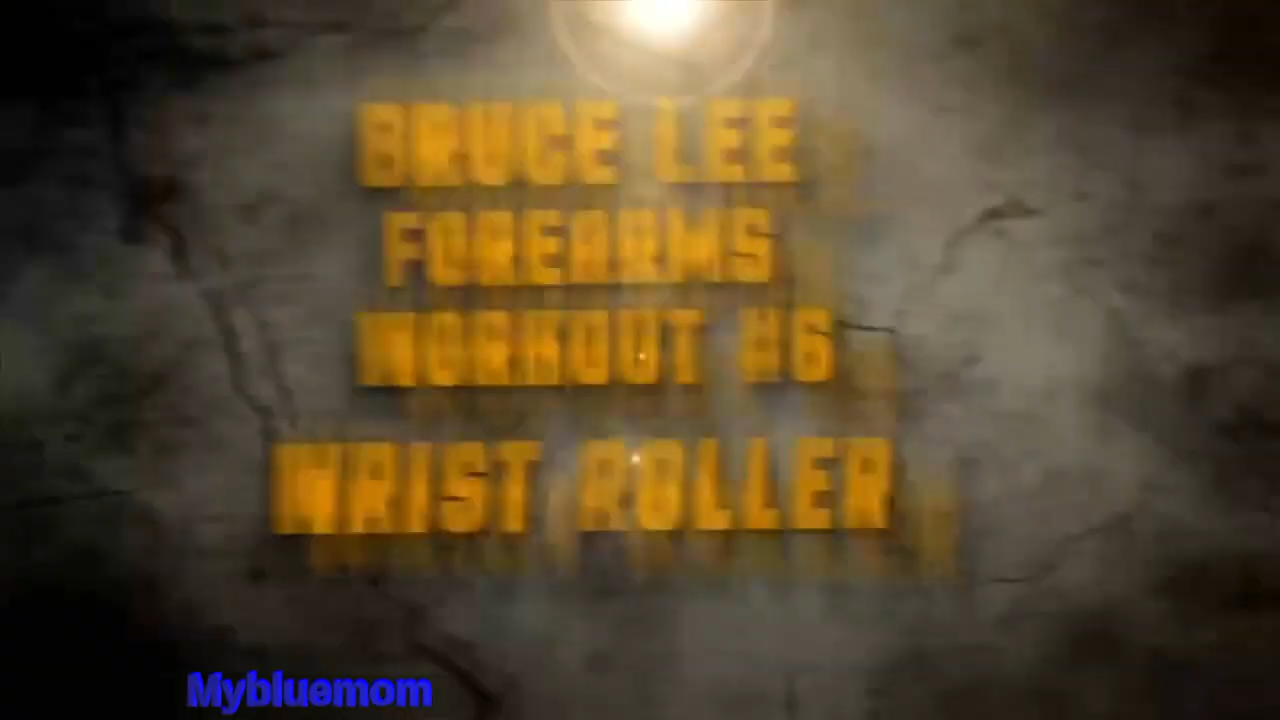 BRUCE LEE
FOREARMS
WORKOUT #6
WRIST ROLLER
Mybluemom